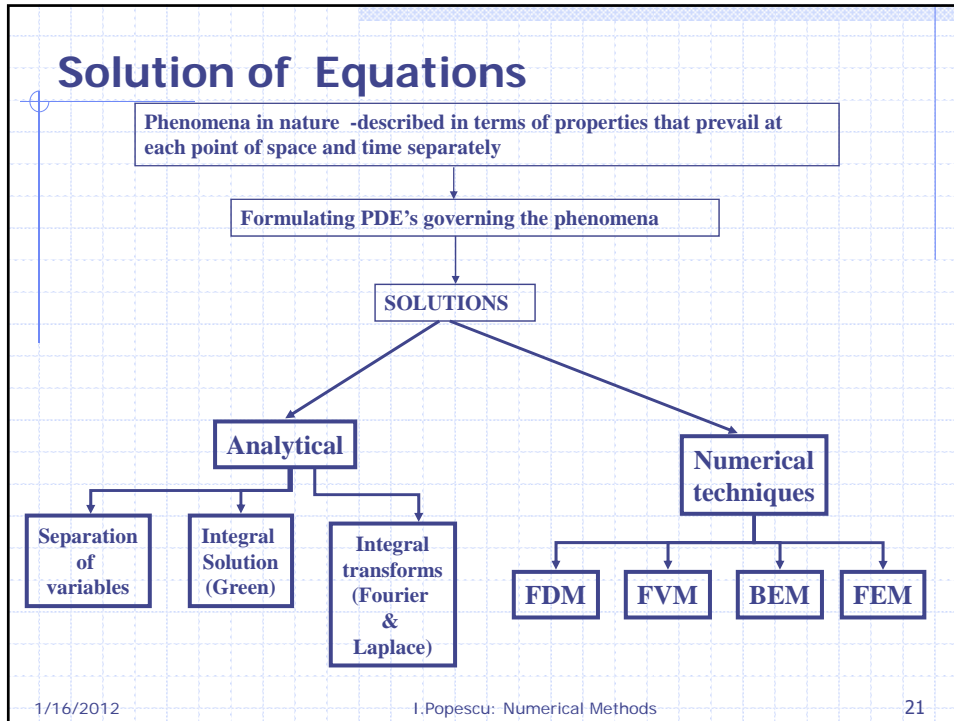 Solution of Equations
Phenomena in nature -described in terms of properties that prevail at
each point of space and time separately
Formulating PDE's governing the phenomena
SOLUTIONS
Analytical
Numerical
techniques
Separation
of
variables
Integral
Solution
(Green)
Integral
transforms
(Fourier
&
Laplace)
FDM
FVM
BEM
FEM
1/16/2012
I.Popescu: Numerical Methods
21